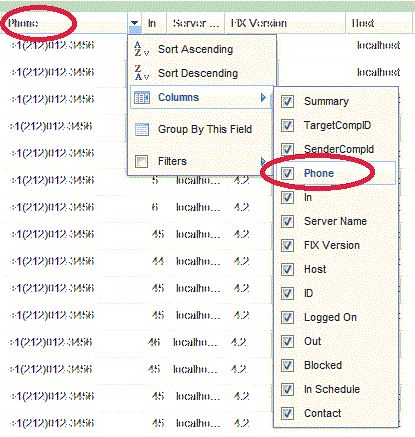 Phone In Server ... FIX Version Host
+1(212)012-3456 localhost
+1(212)012-3456 localhost
+1(212)012-3456
+1(212)012-3456
+1(212)012-3456
+1(212)012-3456 5 localho... 4.2
+1(212)012-3456 6 localho... 4.2
+1(212)012-3456 45 localho... 4.2
+1(212)012-3456 44 localho... 4.2
+1(212)012-3456 45 localho... 4.2
+1(212)012-3456 45 localho... 4.2
+1(212)012-3456 46 localho... 4.2
+1(212)012-3456 45 localho... 4.2
+1(212)012-3456 45 localho... 4.2
+1(212)012-3456 45 localho... 4.2
Sort Ascending
Sort Descending
Columns
Group By This Field
Filters
Summary
TargetCompID
SenderCompId
Phone
In
Server Name
FIX Version
Host
ID
Logged On
Out
Blocked
In Schedule
Contact